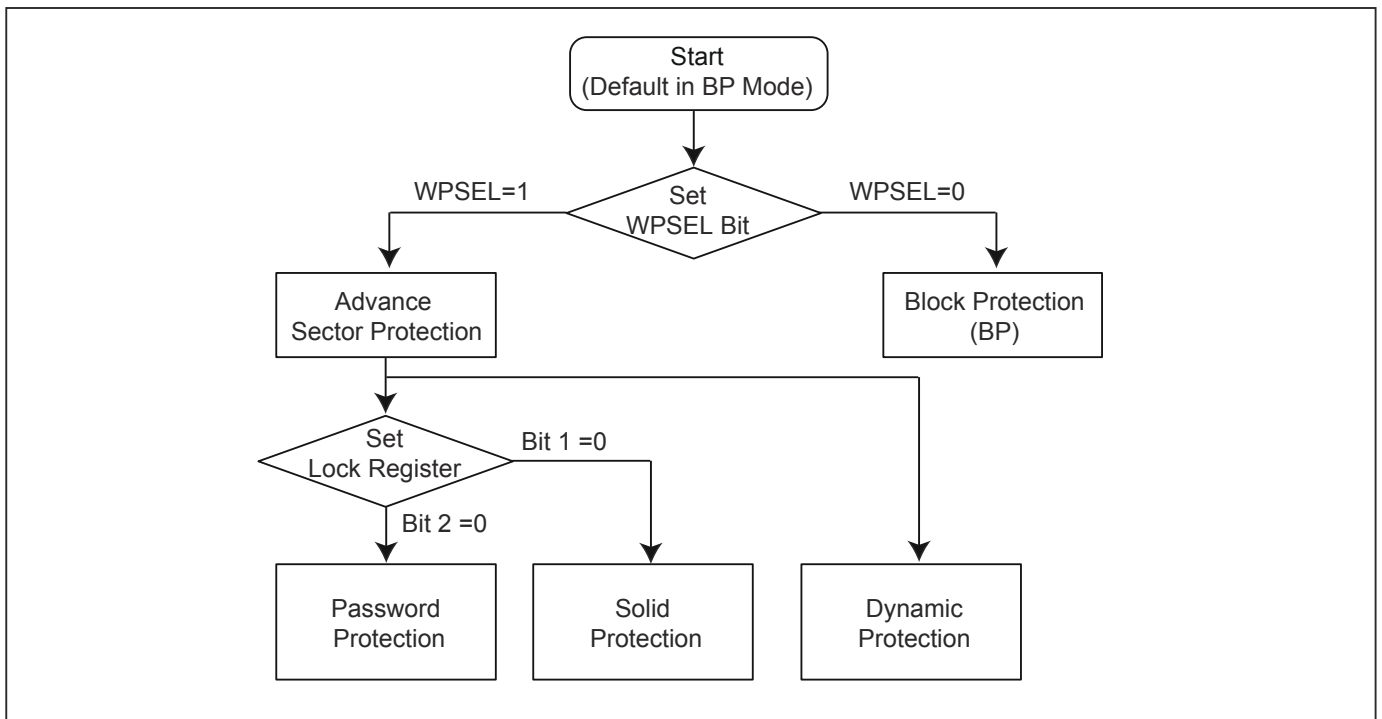 Start
(Default in BP Mode)
WPSEL=1
Set
WPSEL Bit
WPSEL=0
Advance
Sector Protection
Block Protection
(BP)
Set
Lock Register
Bit 1 =0
Bit 2 =0
Password
Protection
Solid
Protection
Dynamic
Protection